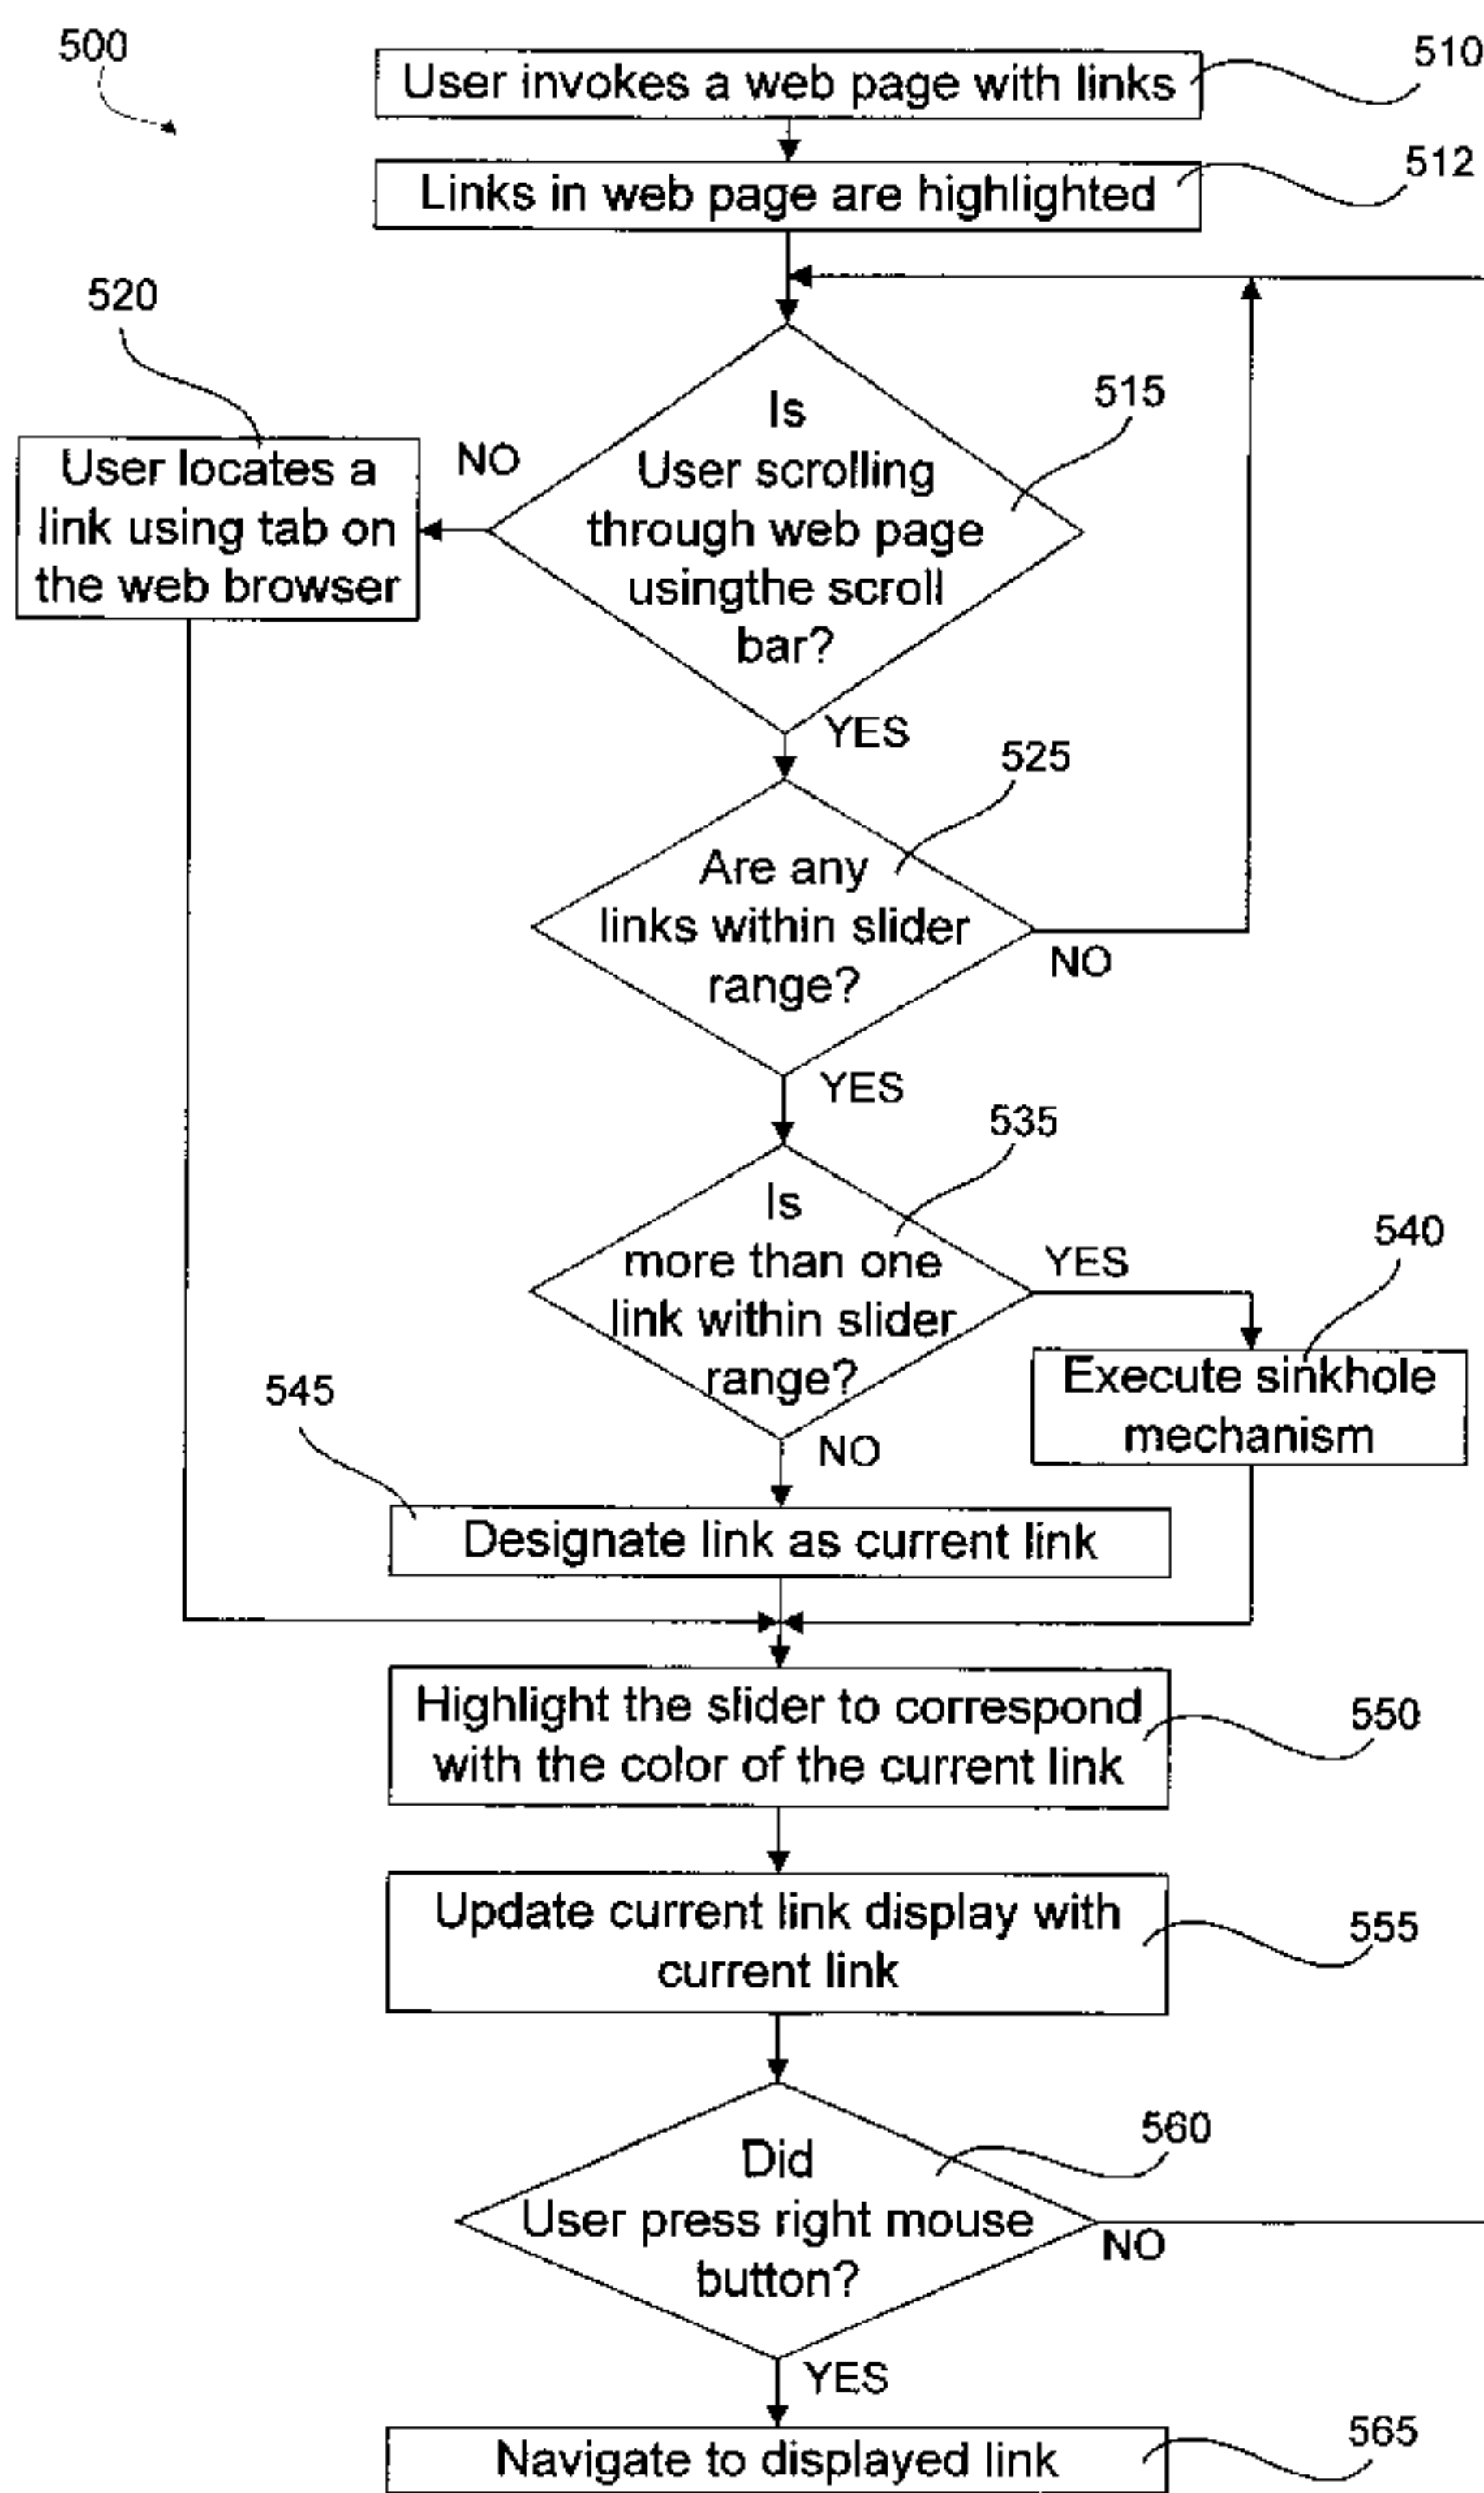 500
User invokes a web page with links
510
Links in web page are highlighted
512
520
User locates a
link using tab on
the web browser
NO
Is
User scrolling
through web page
usingthe scroll
bar?
515
YES
525
Are any
links within slider
range?
NO
YES
535
Is
more than one
link within slider
range?
YES
540
Execute sinkhole
mechanism
NO
545
Designate link as current link
Highlight the slider to correspond
with the color of the current link
550
Update current link display with
current link
555
560
Did
User press right mouse
button?
NO
YES
Navigate to displayed link
565